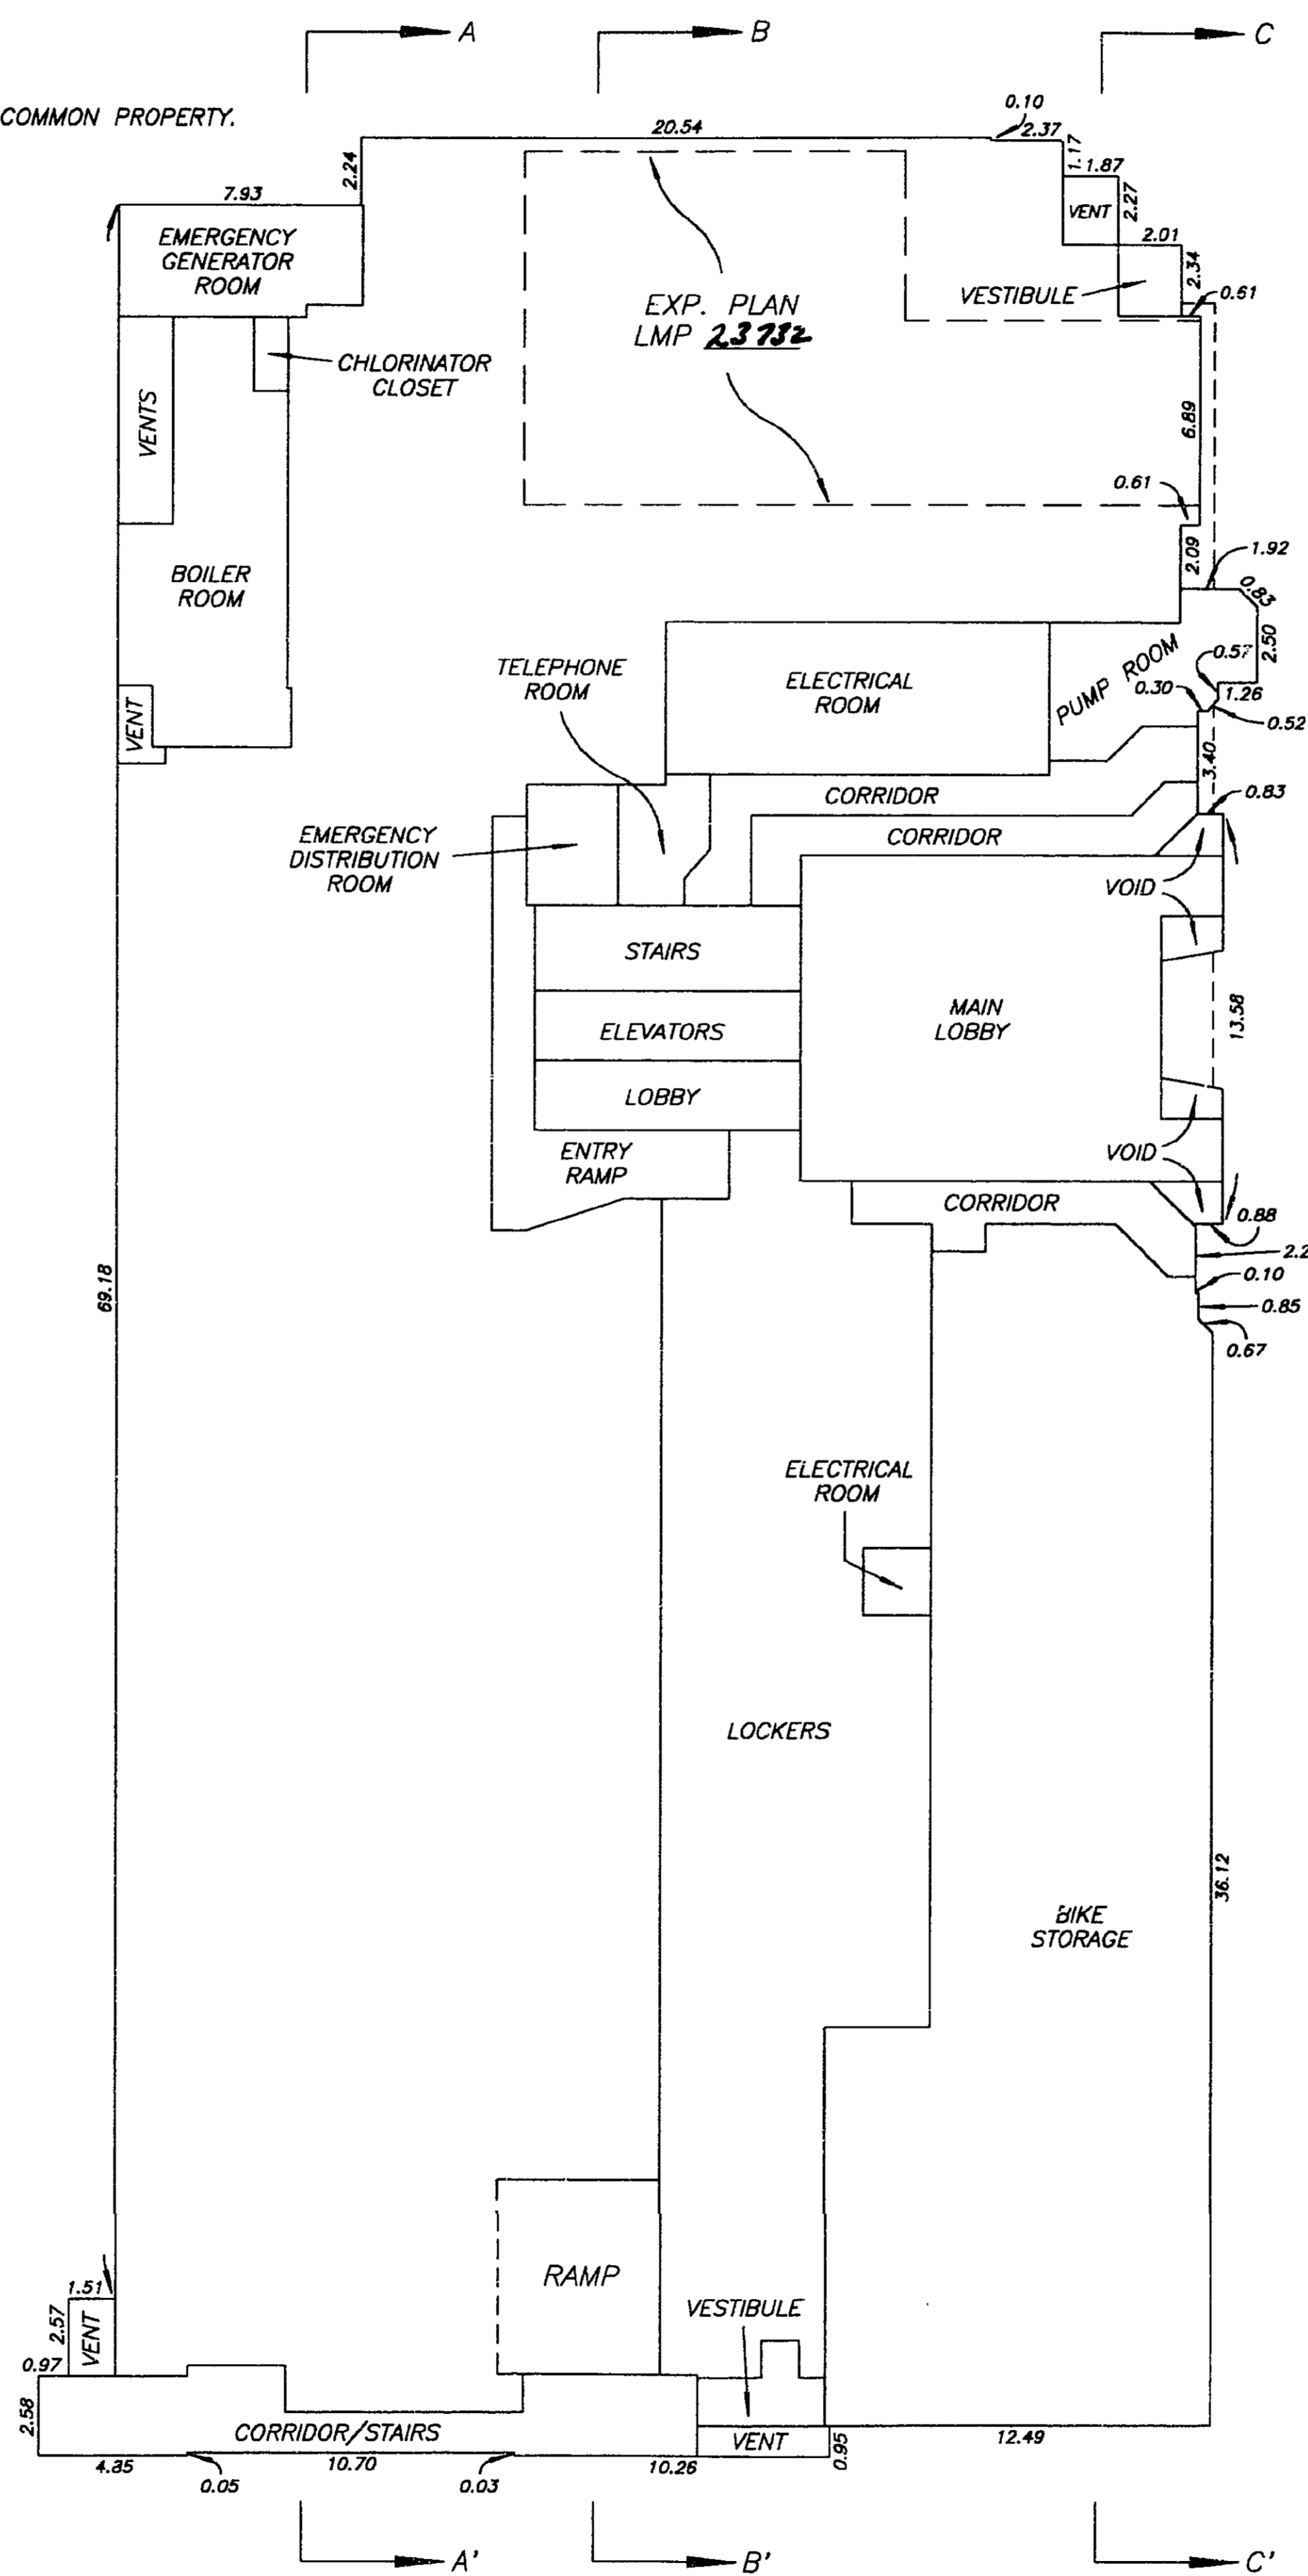 A
B
C
COMMON PROPERTY.
0.10
20.54
2.37
1.17
2.24
1.87
7.93
VENT
2.27
EMERGENCY
GENERATOR
ROOM
2.01
2.34
VESTIBULE
0.61
EXP. PLAN
LMP 23732
CHLORINATOR
CLOSET
VENTS
6.89
0.61
2.09
1.92
BOILER
ROOM
0.83
2.50
TELEPHONE
ROOM
ELECTRICAL
ROOM
PUMP ROOM
0.57
0.30
1.26
0.52
VENT
3.40
CORRIDOR
0.83
EMERGENCY
DISTRIBUTION
ROOM
CORRIDOR
VOID
STAIRS
MAIN
LOBBY
13.58
ELEVATORS
LOBBY
ENTRY
RAMP
VOID
CORRIDOR
0.88
2.2
0.10
69.18
0.85
0.67
ELECTRICAL
ROOM
LOCKERS
36.12
BIKE
STORAGE
RAMP
1.51
VESTIBULE
2.57
VENT
0.97
2.58
CORRIDOR/STAIRS
VENT
0.95
12.49
4.85
10.70
10.26
0.05
0.03
A'
B'
C'